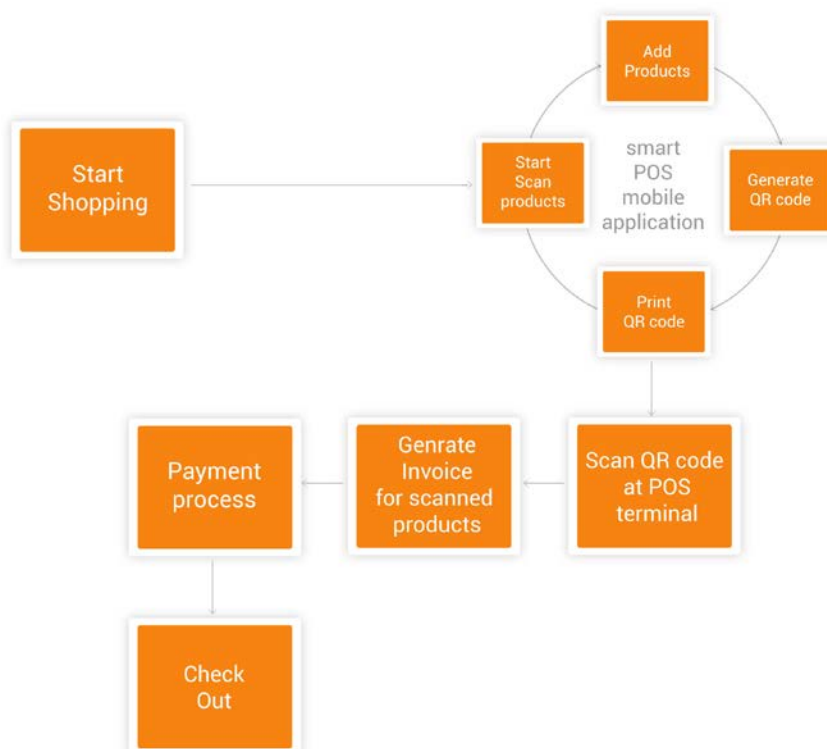 Start
Shopping
Start
Scan
products
Add
Products
Generate
QR code
Print
QR code
smart
POS
mobile
application
Scan QR code
at POS
terminal
Genrate
Invoice
for scanned
products
Payment
process
Check
Out